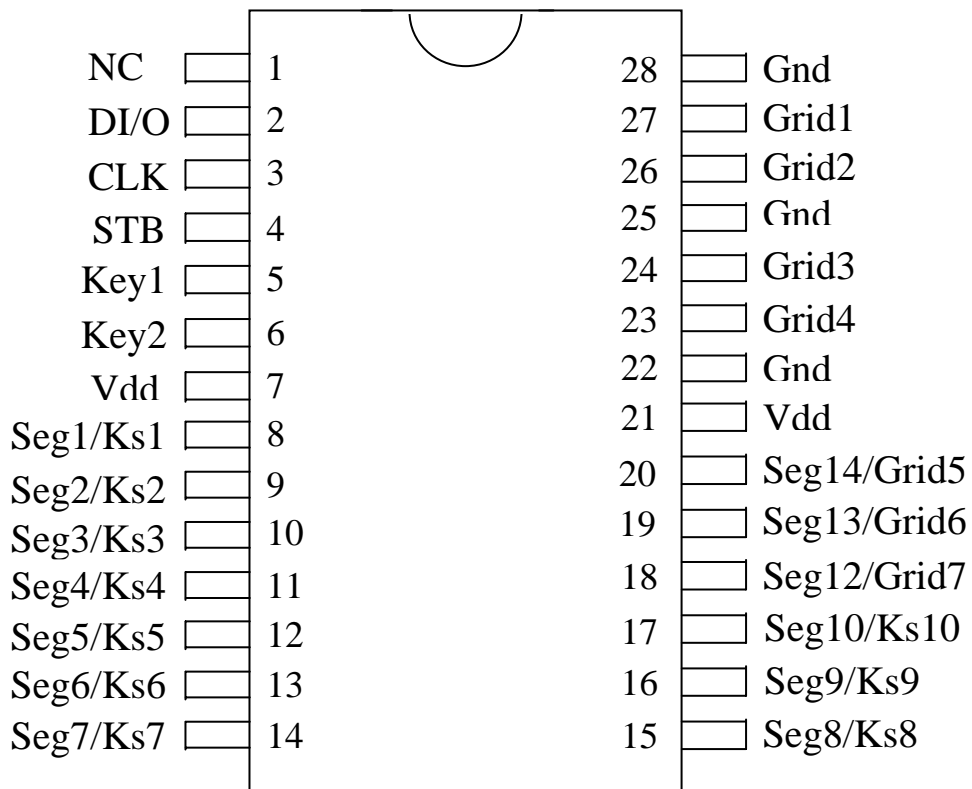 NC 1 28 Gnd
DI/O 2 27 Grid1
CLK 3 26 Grid2
STB 4 25 Gnd
Key1 5 24 Grid3
Key2 6 23 Grid4
Vdd 7 22 Gnd
Seg1/Ks1 8 21 Vdd
Seg2/Ks2 9 20 Seg14/Grid5
Seg3/Ks3 10 19 Seg13/Grid6
Seg4/Ks4 11 18 Seg12/Grid7
Seg5/Ks5 12 17 Seg10/Ks10
Seg6/Ks6 13 16 Seg9/Ks9
Seg7/Ks7 14 15 Seg8/Ks8